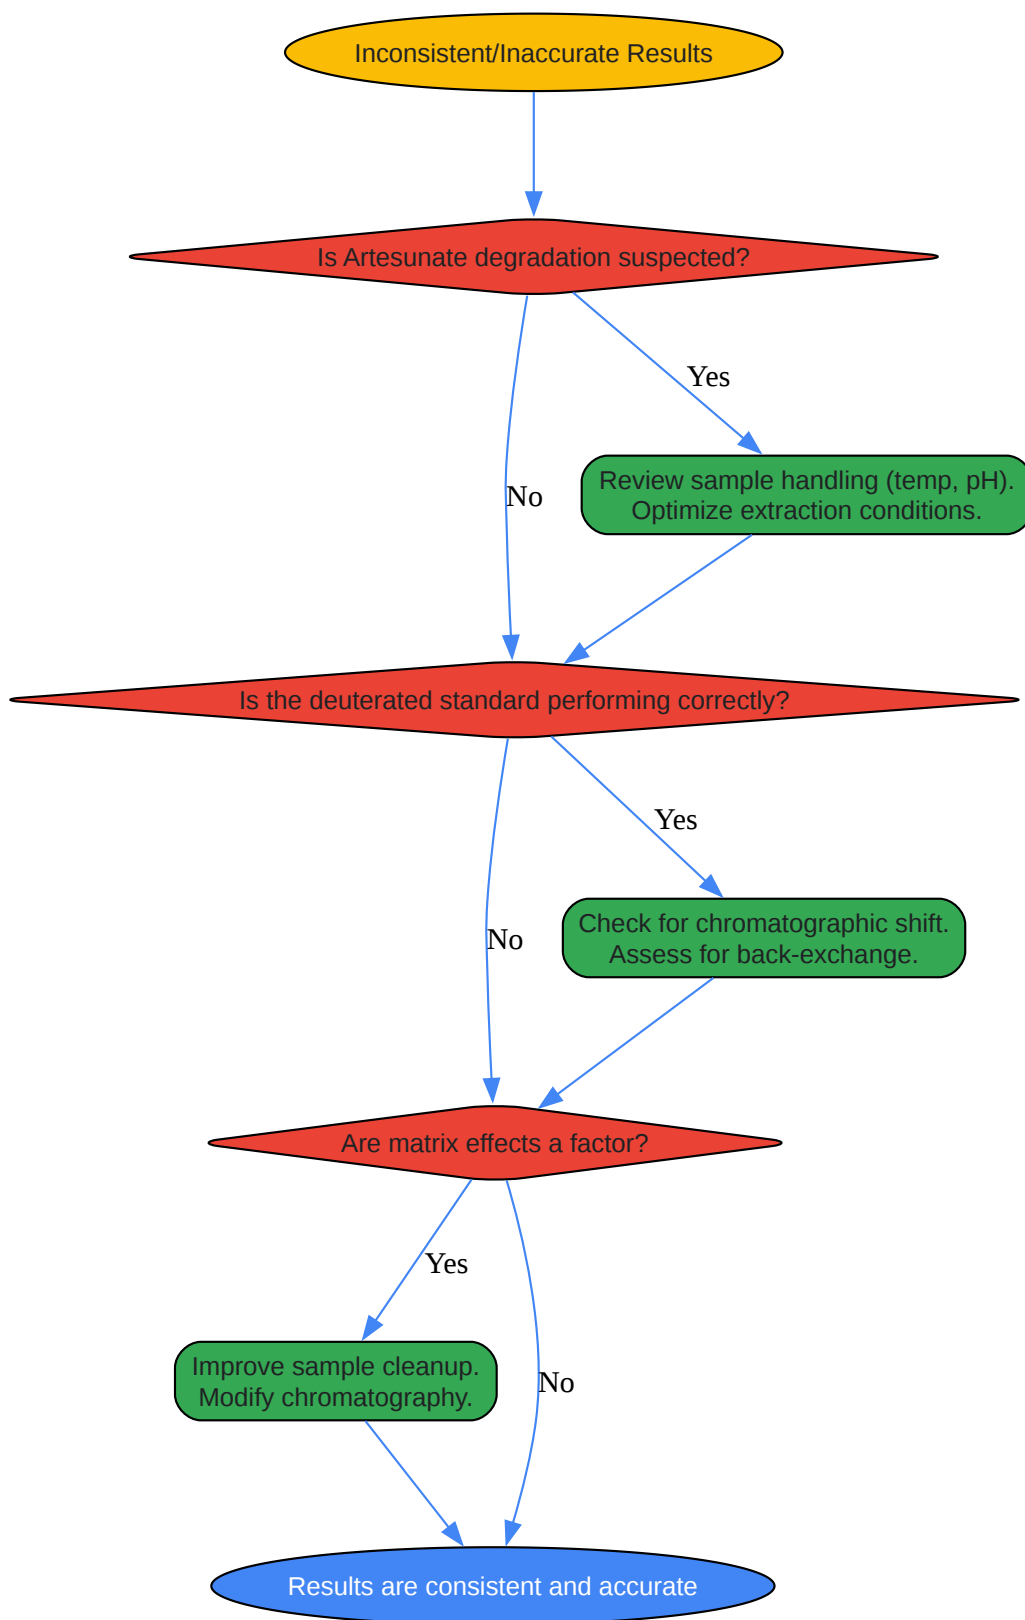 Inconsistent/Inaccurate Results
Is Artesunate degradation suspected?
Yes
Review sample handling (temp, pH).
Optimize extraction conditions.
No
Is the deuterated standard performing correctly?
Yes
Check for chromatographic shift.
Assess for back-exchange.
No
Are matrix effects a factor?
Yes
Improve sample cleanup.
Modify chromatography.
No
Results are consistent and accurate